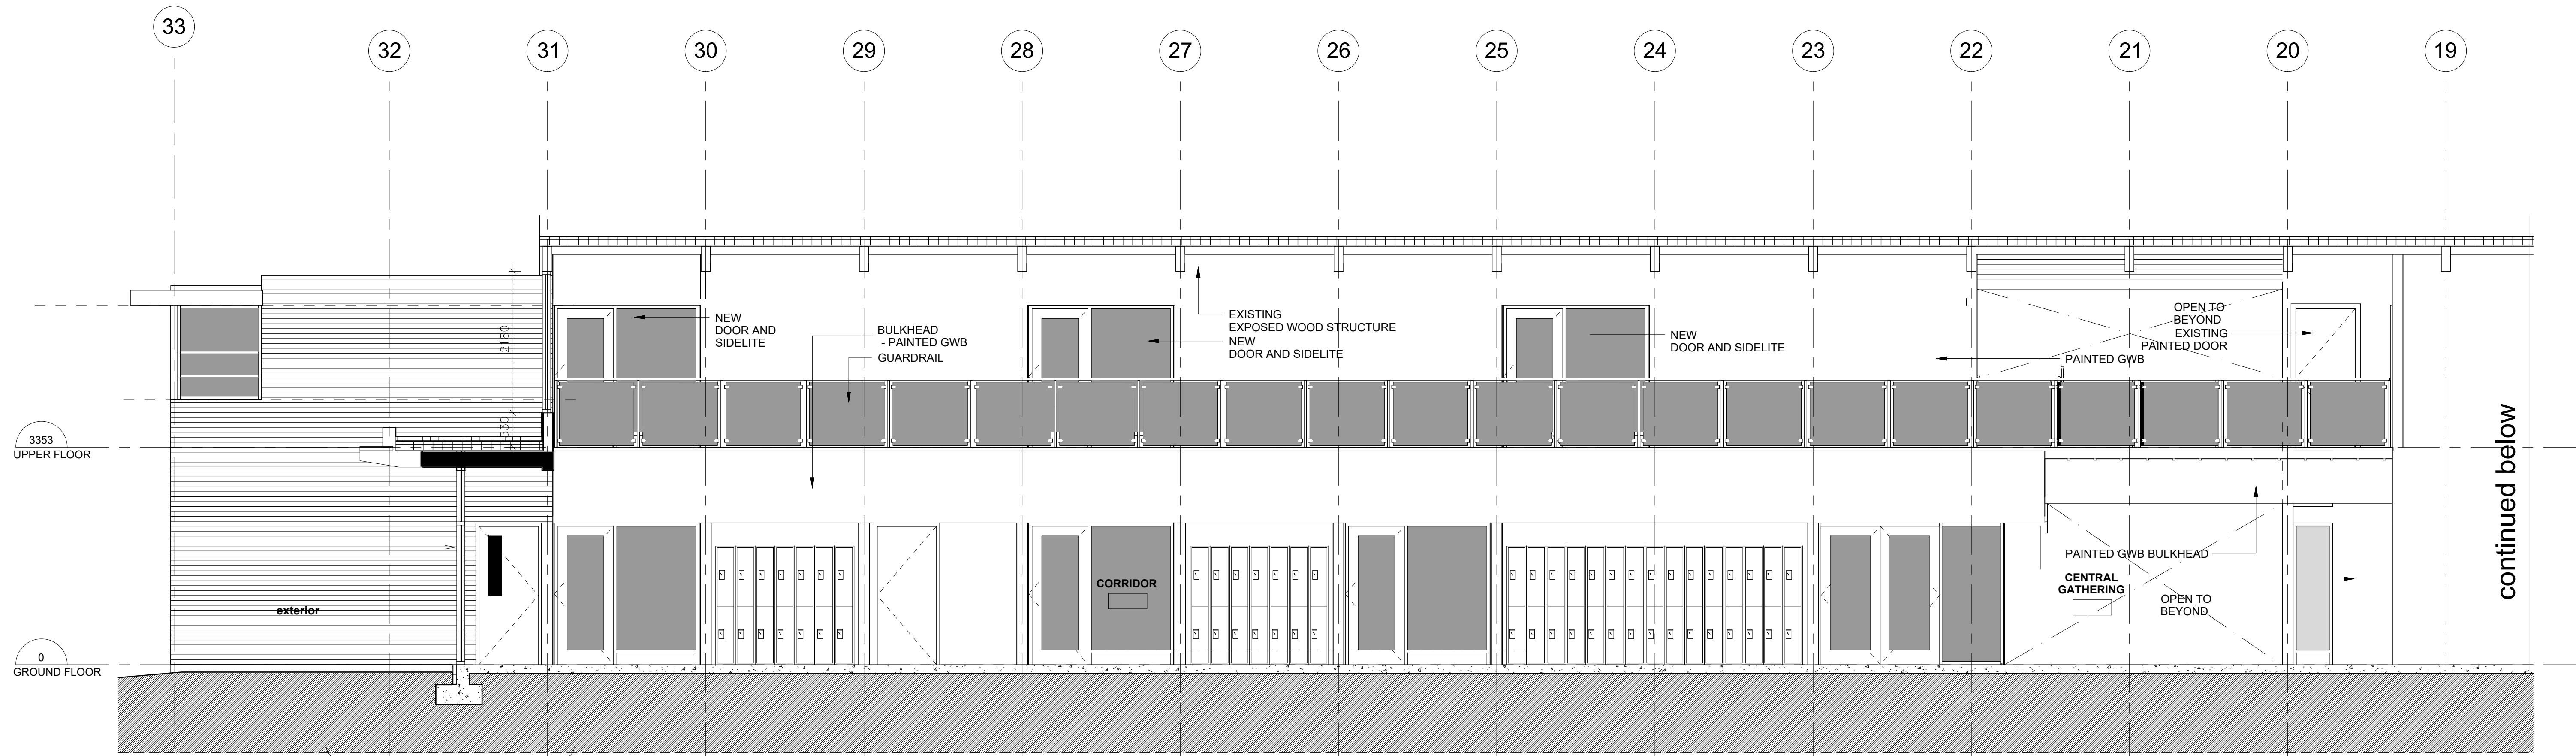 33
32
31
30
29
28
27
26
25
24
23
22
21
20
19
NEW
DOOR AND
SIDELITE
BULKHEAD
- PAINTED GWB
GUARDRAIL
EXISTING
EXPOSED WOOD STRUCTURE
NEW
DOOR AND SIDELITE
NEW
DOOR AND SIDELITE
OPEN TO
BEYOND
EXISTING
PAINTED DOOR
PAINTED GWB
2180
530
3353
UPPER FLOOR
continued below
PAINTED GWB BULKHEAD
CORRIDOR
CENTRAL
GATHERING
OPEN TO
BEYOND
exterior
0
GROUND FLOOR